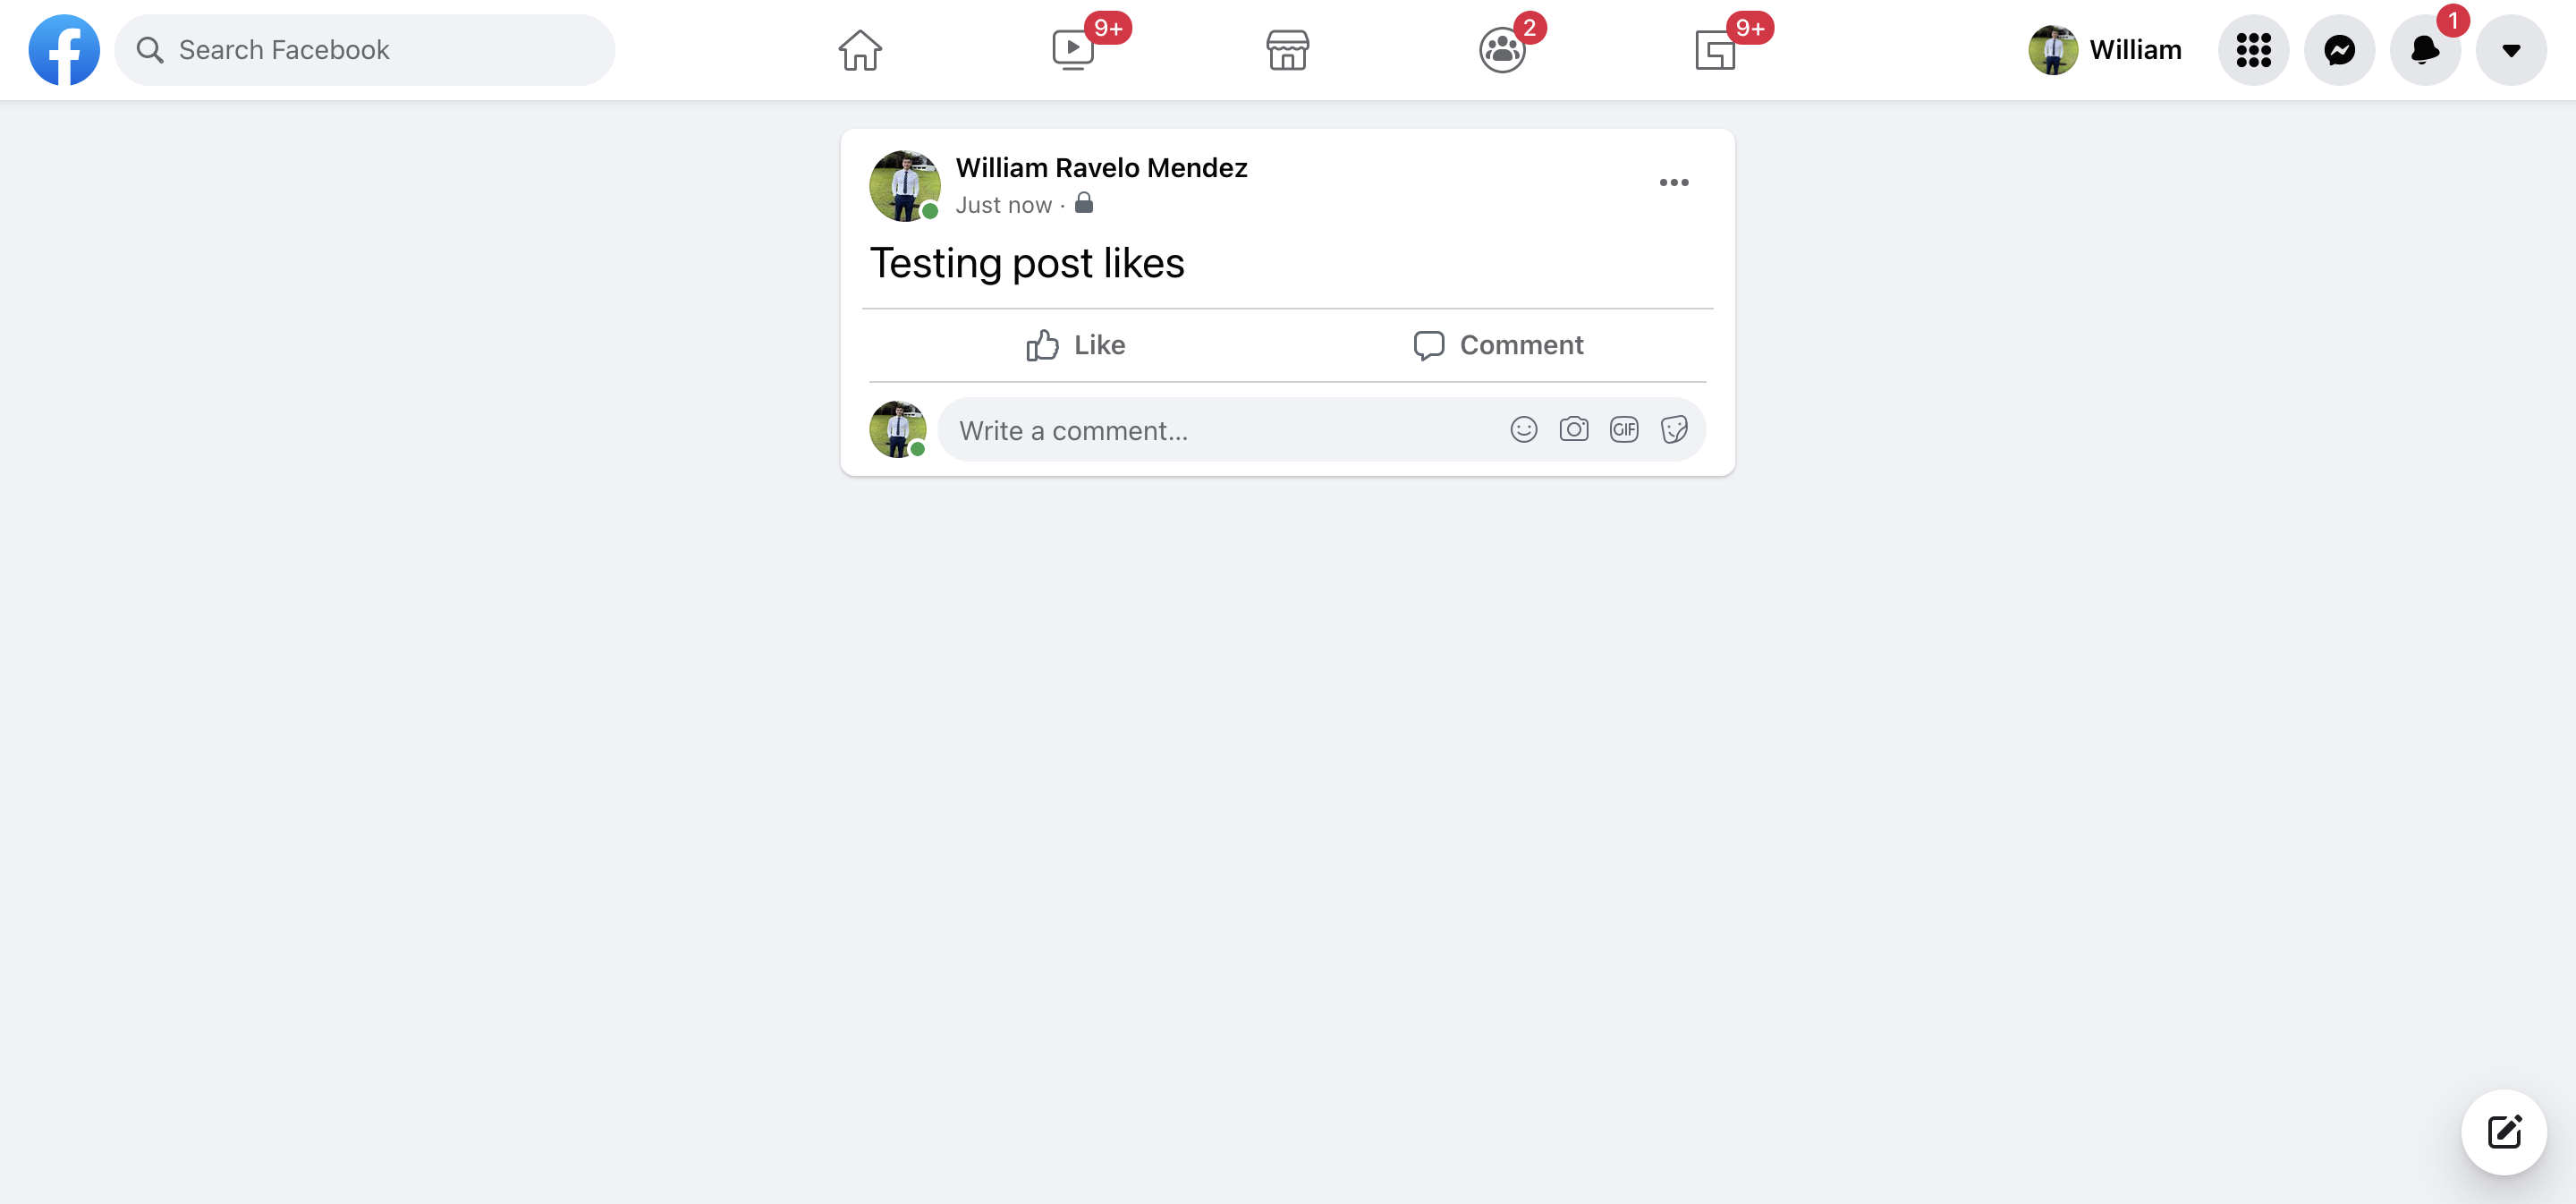 Search Facebook
9+
2
9+
William
1
William Ravelo Mendez
Just now ·
Testing post likes
Like
Comment
Write a comment...
GIF